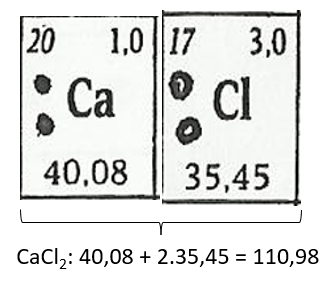 20 1,0 17 3,0
Ca Cl
40,08 35,45
CaCl₂: 40,08 + 2.35,45 = 110,98